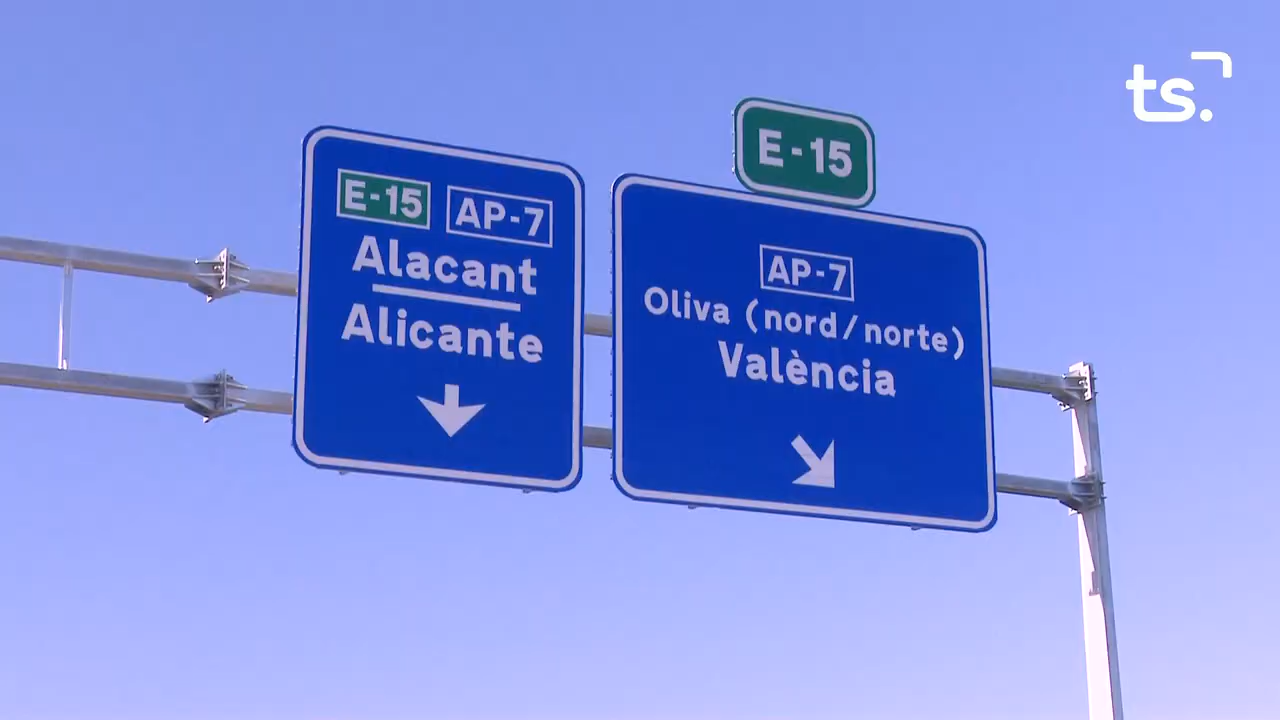 E-15 AP-7
Alacant
Alicante
E-15
AP-7
Oliva (nord/norte)
València
ts.